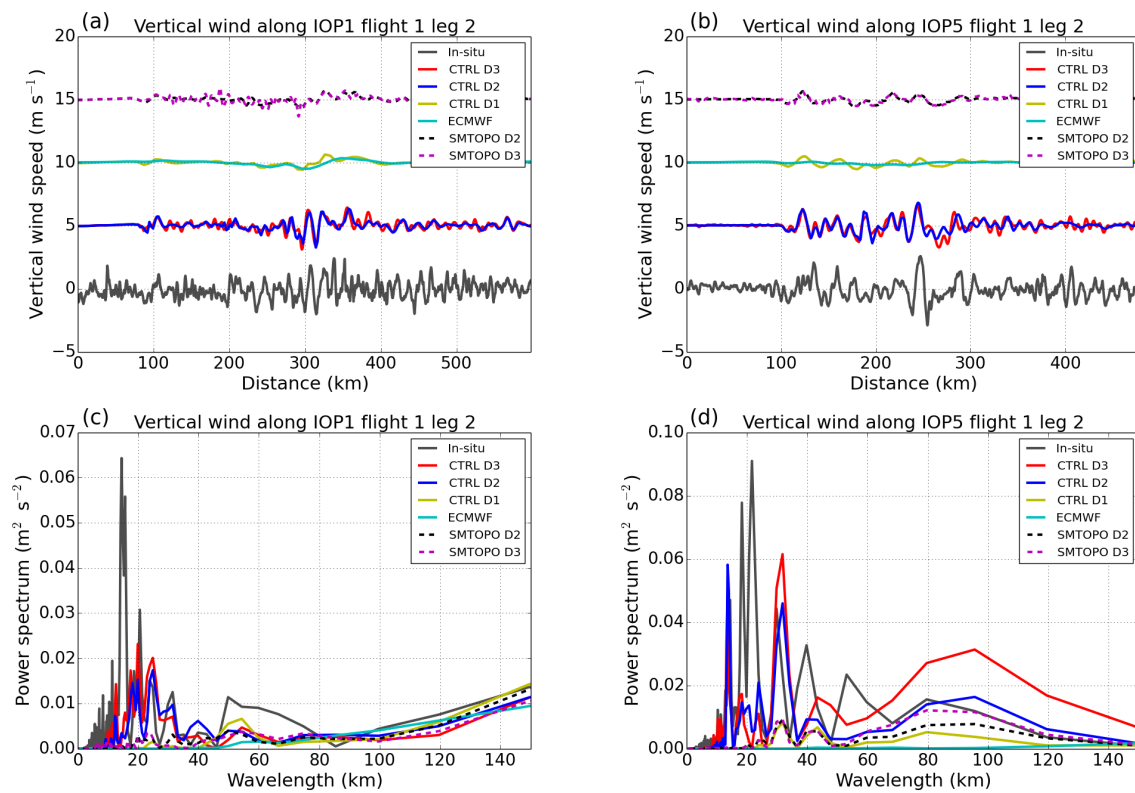 (a) Vertical wind along IOP1 flight 1 leg 2
Vertical wind speed (m s⁻¹)
20
15
10
5
0
−5
In-situ
CTRL D3
CTRL D2
CTRL D1
ECMWF
SMTOPO D2
SMTOPO D3
0 100 200 300 400 500
Distance (km)
(b) Vertical wind along IOP5 flight 1 leg 2
Vertical wind speed (m s⁻¹)
20
15
10
5
0
−5
In-situ
CTRL D3
CTRL D2
CTRL D1
ECMWF
SMTOPO D2
SMTOPO D3
0 100 200 300 400
Distance (km)
(c) Vertical wind along IOP1 flight 1 leg 2
Power spectrum (m² s⁻²)
0.07
0.06
0.05
0.04
0.03
0.02
0.01
0.00
In-situ
CTRL D3
CTRL D2
CTRL D1
ECMWF
SMTOPO D2
SMTOPO D3
0 20 40 60 80 100 120 140
Wavelength (km)
(d) Vertical wind along IOP5 flight 1 leg 2
Power spectrum (m² s⁻²)
0.10
0.08
0.06
0.04
0.02
0.00
In-situ
CTRL D3
CTRL D2
CTRL D1
ECMWF
SMTOPO D2
SMTOPO D3
0 20 40 60 80 100 120 140
Wavelength (km)